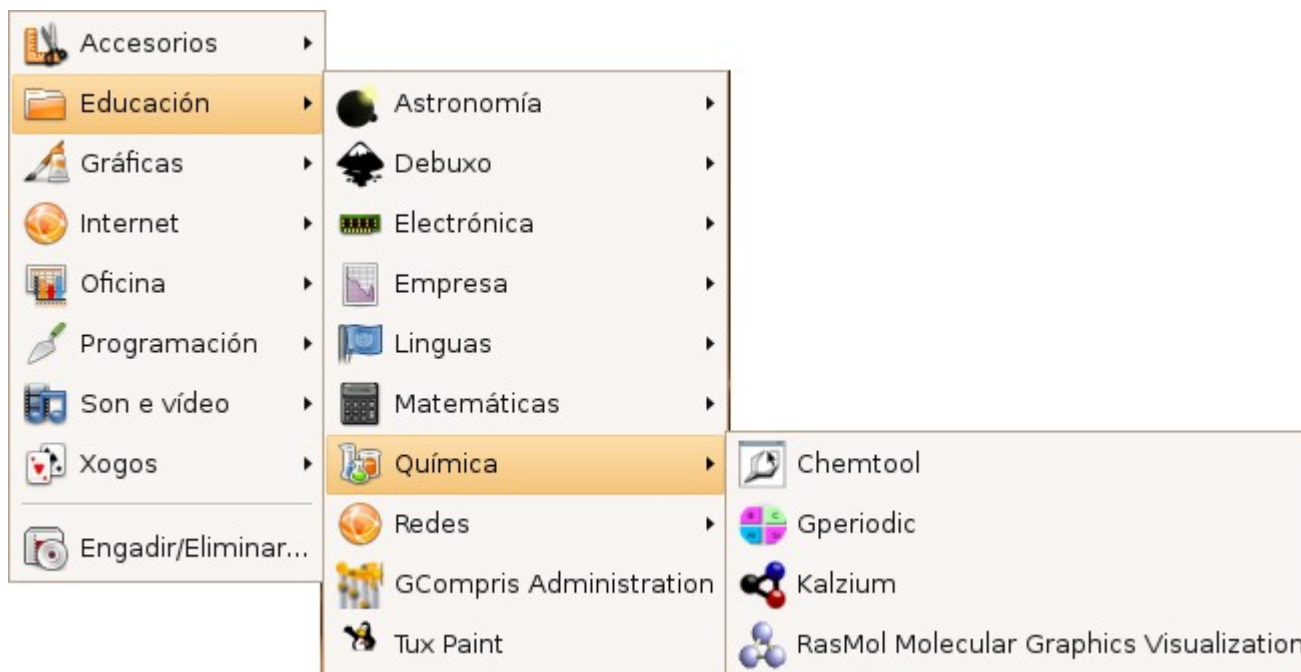 Accesorios
Educación
Gráficas
Internet
Oficina
Programación
Son e vídeo
Xogos
Engadir/Eliminar...
Astronomía
Debuxo
Electrónica
Empresa
Linguas
Matemáticas
Química
Redes
GCompris Administration
Tux Paint
Chemtool
Gperiodic
Kalzium
RasMol Molecular Graphics Visualization